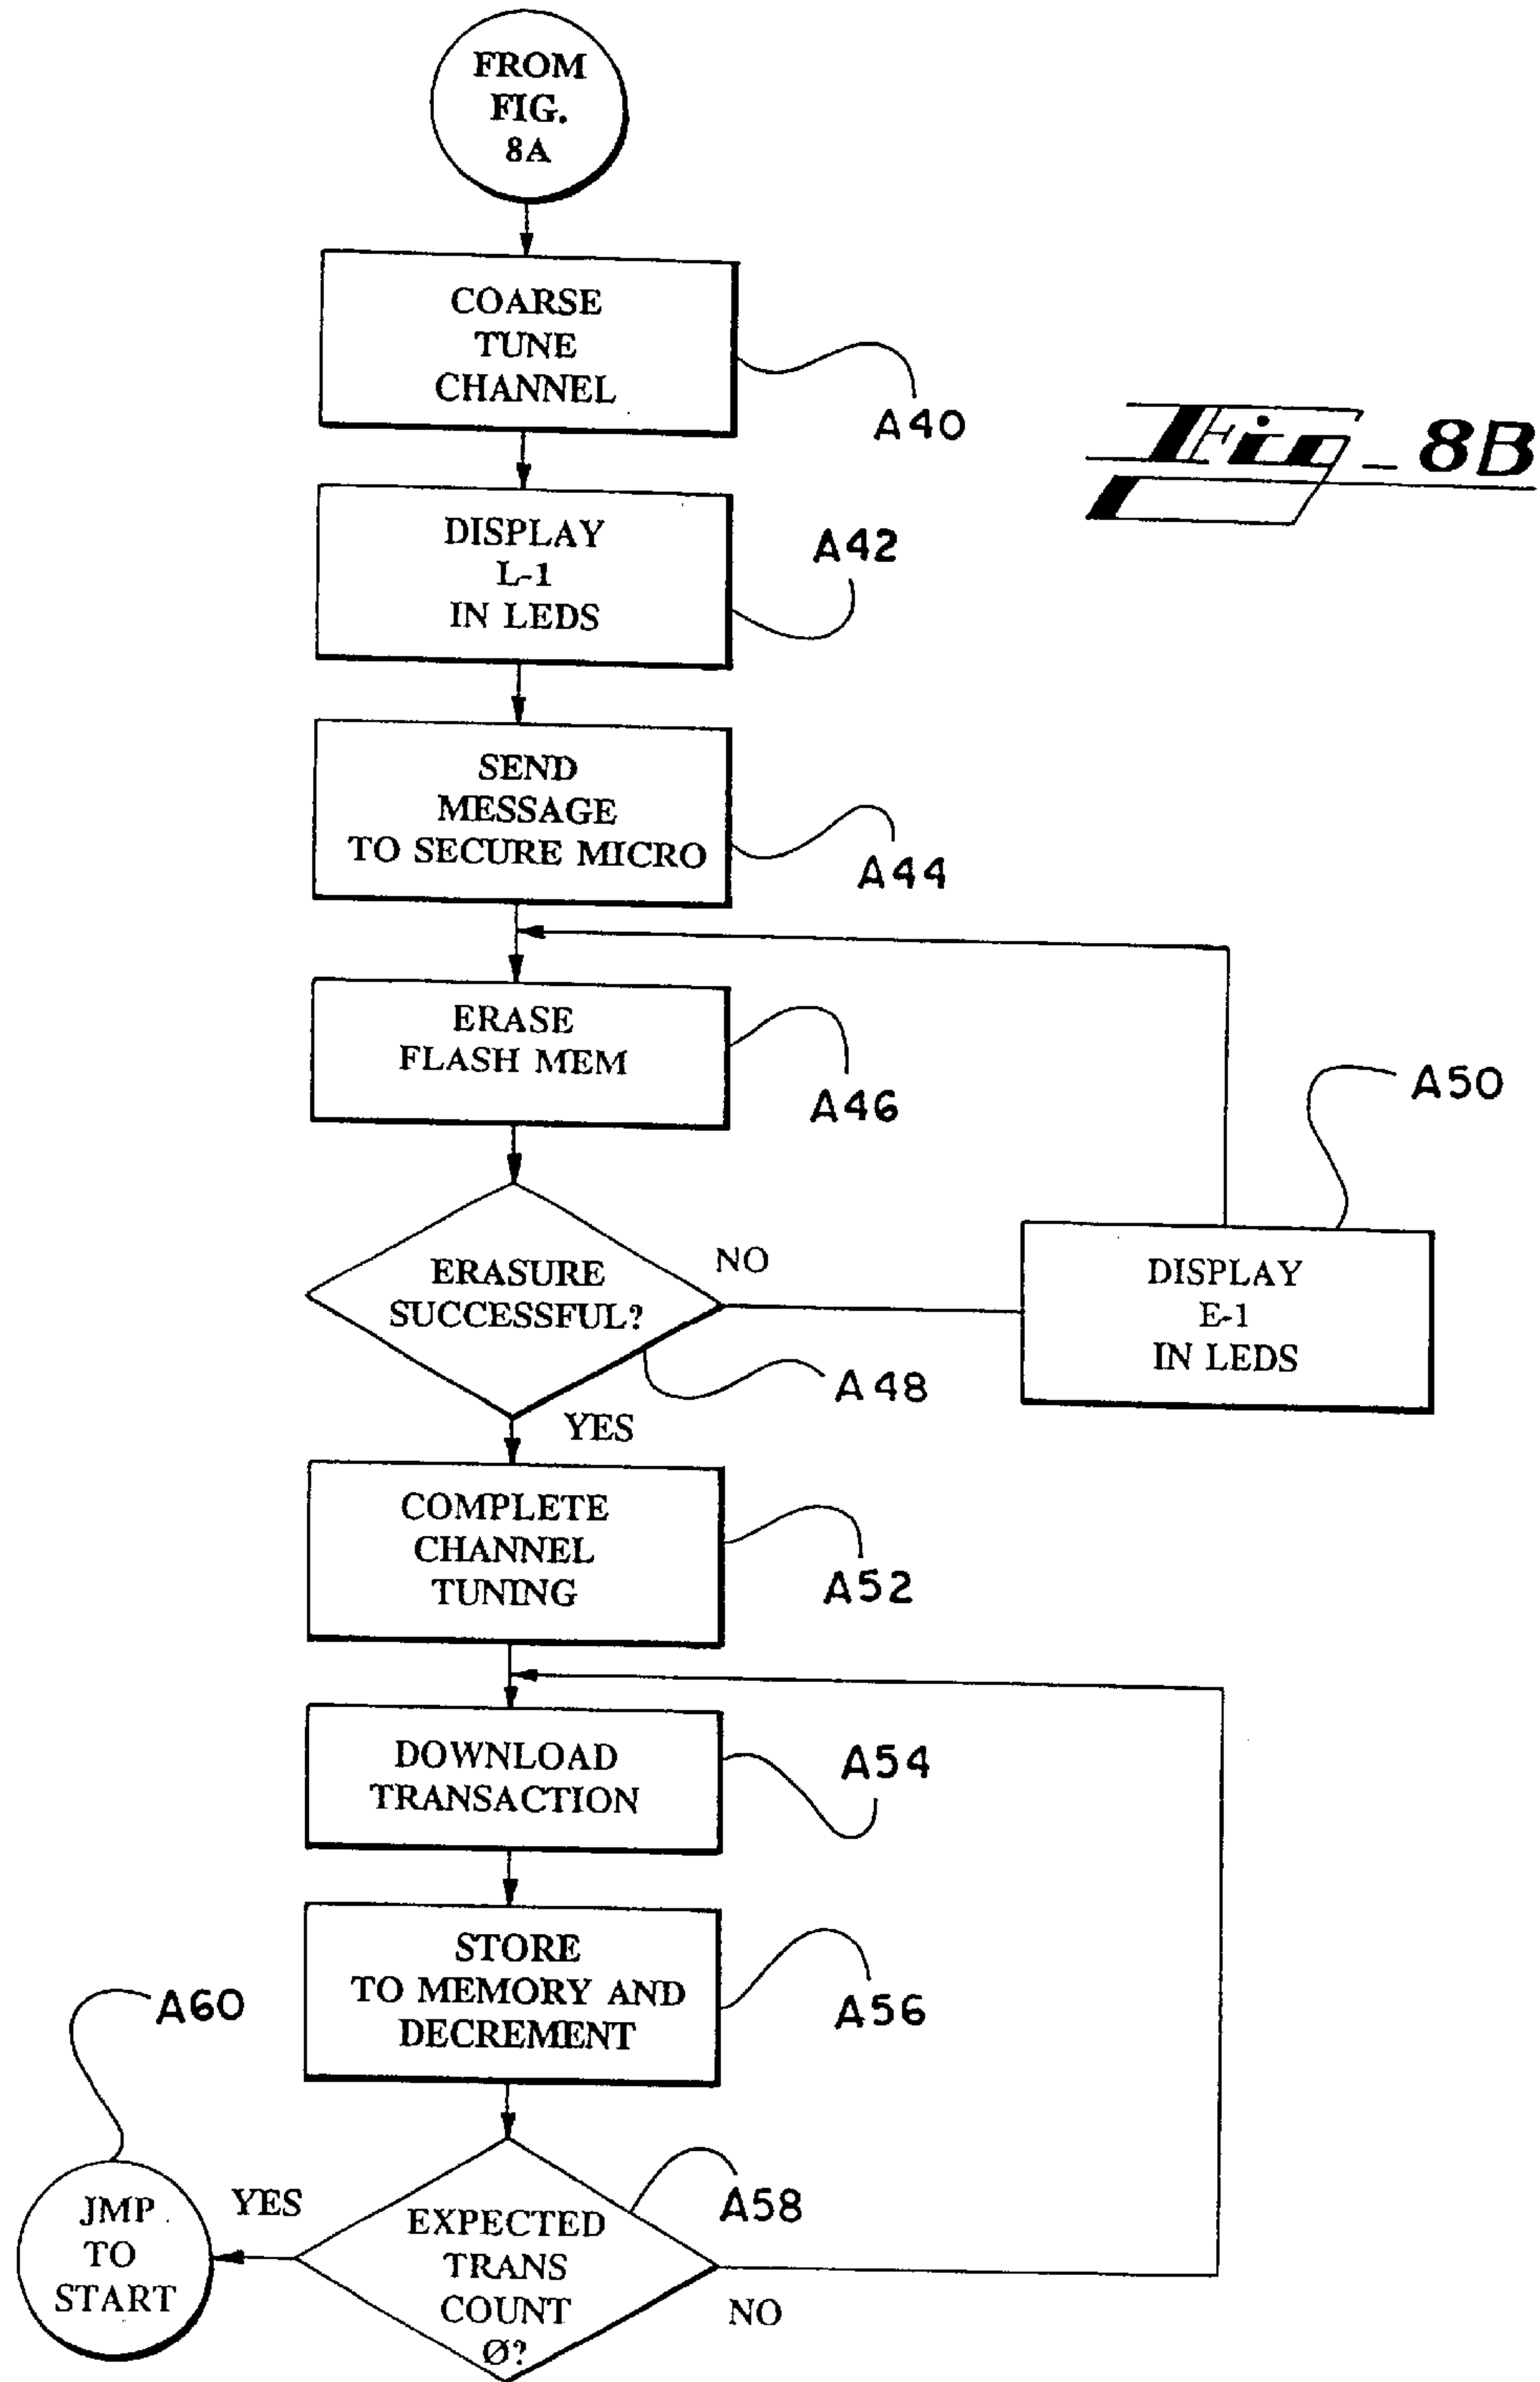 FROM
FIG.
8A
COARSE
TUNE
CHANNEL
A40
Fig_8B
DISPLAY
L-1
IN LEDS
A42
SEND
MESSAGE
TO SECURE MICRO
A44
ERASE
FLASH MEM
A46
A50
ERASURE
SUCCESSFUL?
NO
DISPLAY
E-1
IN LEDS
A48
YES
COMPLETE
CHANNEL
TUNING
A52
DOWNLOAD
TRANSACTION
A54
STORE
TO MEMORY AND
DECREMENT
A56
A60
JMP
TO
START
YES
EXPECTED
TRANS
COUNT
Ø?
A58
NO